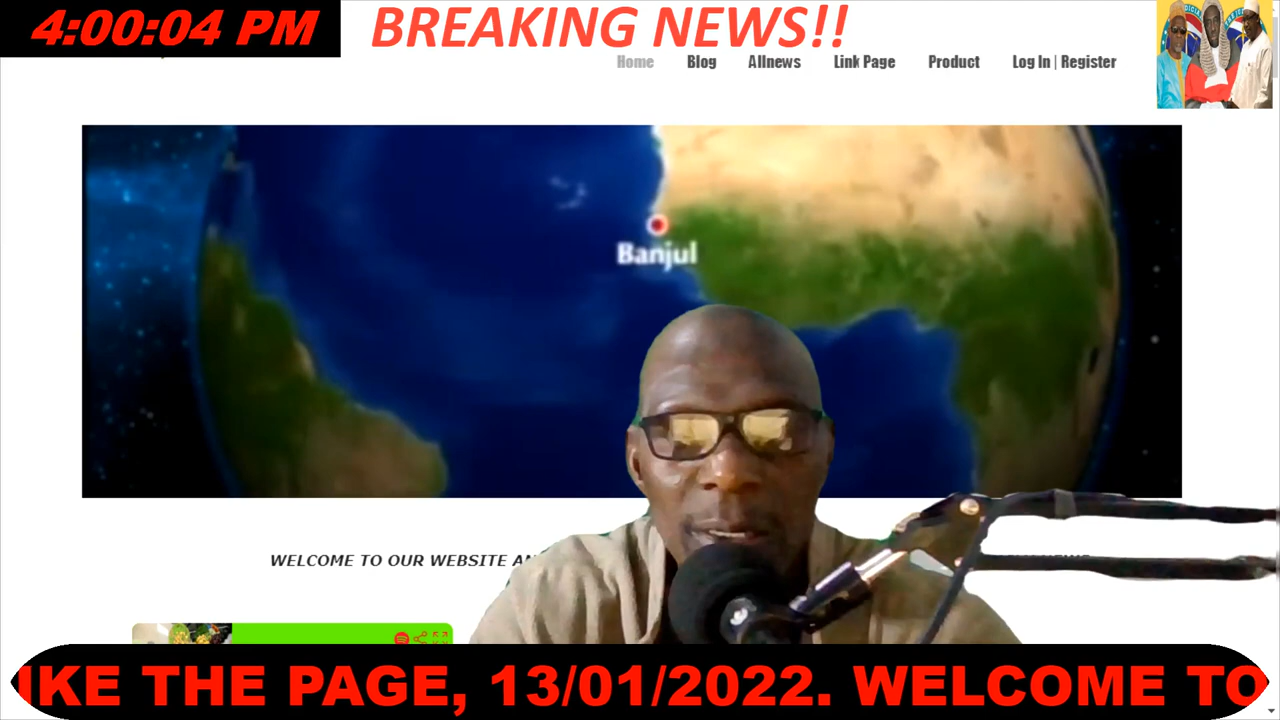 4:00:04 PM
BREAKING NEWS!!
Home Blog Allnews Link Page Product Log In | Register
Banjul
WELCOME TO OUR WEBSITE
IKE THE PAGE, 13/01/2022. WELCOME TO